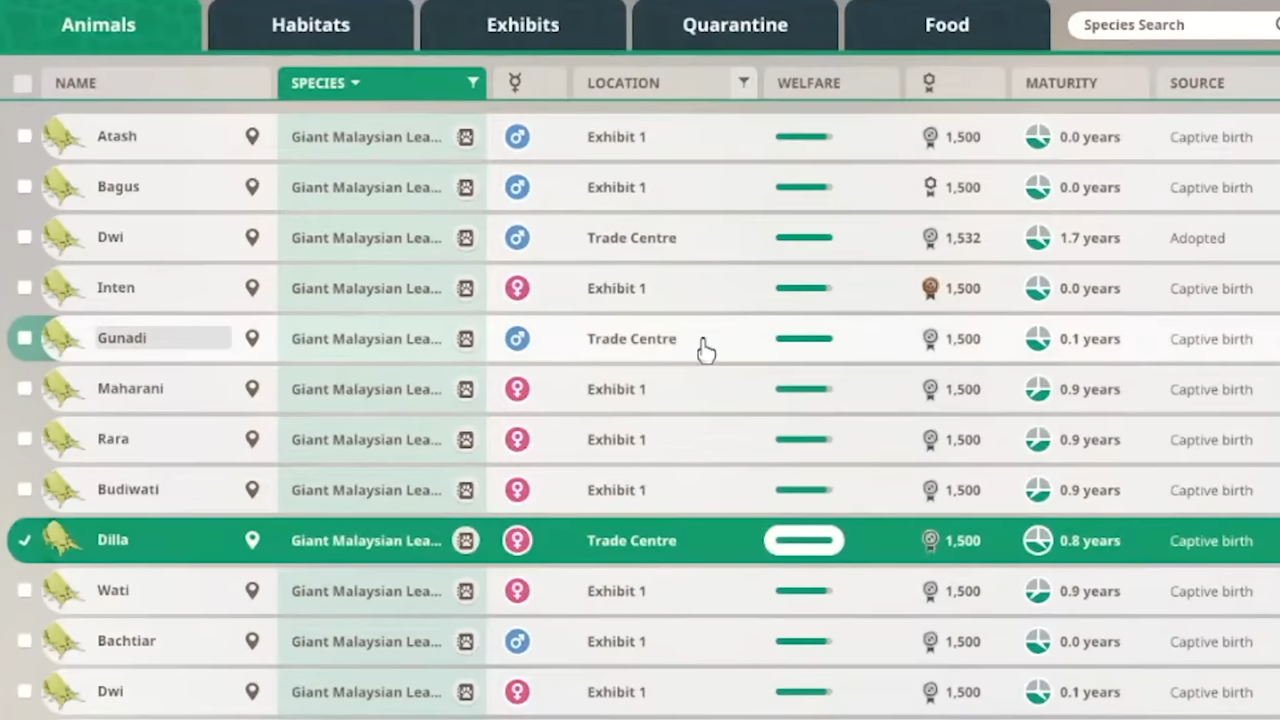 Animals Habitats Exhibits Quarantine Food Species Search
NAME SPECIES LOCATION WELFARE MATURITY SOURCE
Atash Giant Malaysian Lea... Exhibit 1 1,500 0.0 years Captive birth
Bagus Giant Malaysian Lea... Exhibit 1 1,500 0.0 years Captive birth
Dwi Giant Malaysian Lea... Trade Centre 1,532 1.7 years Adopted
Inten Giant Malaysian Lea... Exhibit 1 1,500 0.0 years Captive birth
Gunadi Giant Malaysian Lea... Trade Centre 1,500 0.1 years Captive birth
Maharani Giant Malaysian Lea... Exhibit 1 1,500 0.9 years Captive birth
Rara Giant Malaysian Lea... Exhibit 1 1,500 0.9 years Captive birth
Budiwati Giant Malaysian Lea... Exhibit 1 1,500 0.9 years Captive birth
Dilla Giant Malaysian Lea... Trade Centre 1,500 0.8 years Captive birth
Wati Giant Malaysian Lea... Exhibit 1 1,500 0.9 years Captive birth
Bachtiar Giant Malaysian Lea... Exhibit 1 1,500 0.0 years Captive birth
Dwi Giant Malaysian Lea... Exhibit 1 1,500 0.1 years Captive birth